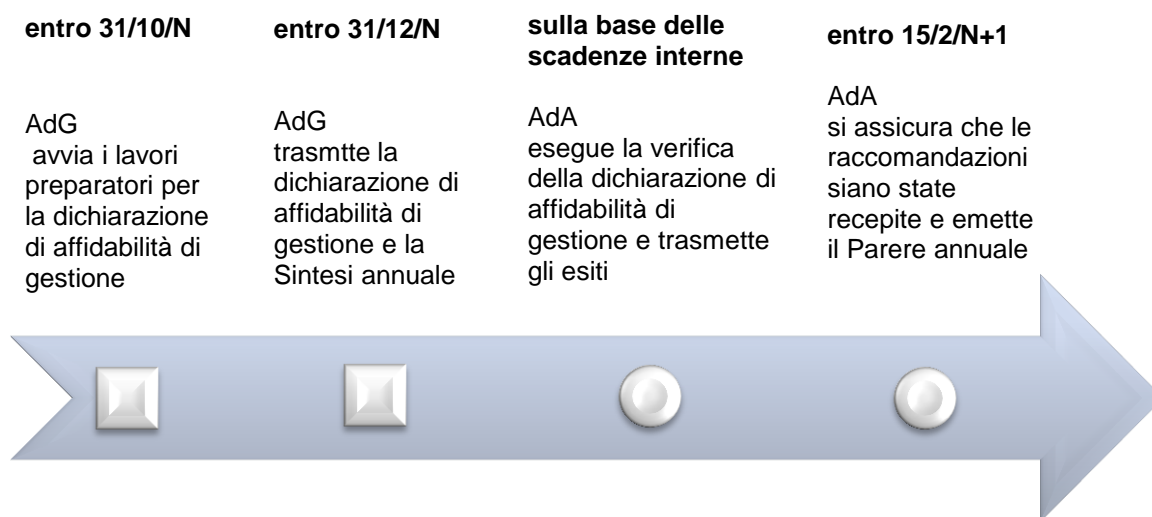 entro 31/10/N
AdG
avvia i lavori
preparatori per
la dichiarazione
di affidabilità di
gestione
entro 31/12/N
AdG
trasmtte la
dichiarazione di
affidabilità di
gestione e la
Sintesi annuale
sulla base delle
scadenze interne
AdA
esegue la verifica
della dichiarazione di
affidabilità di
gestione e trasmette
gli esiti
entro 15/2/N+1
AdA
si assicura che le
raccomandazioni
siano state
recepite e emette
il Parere annuale